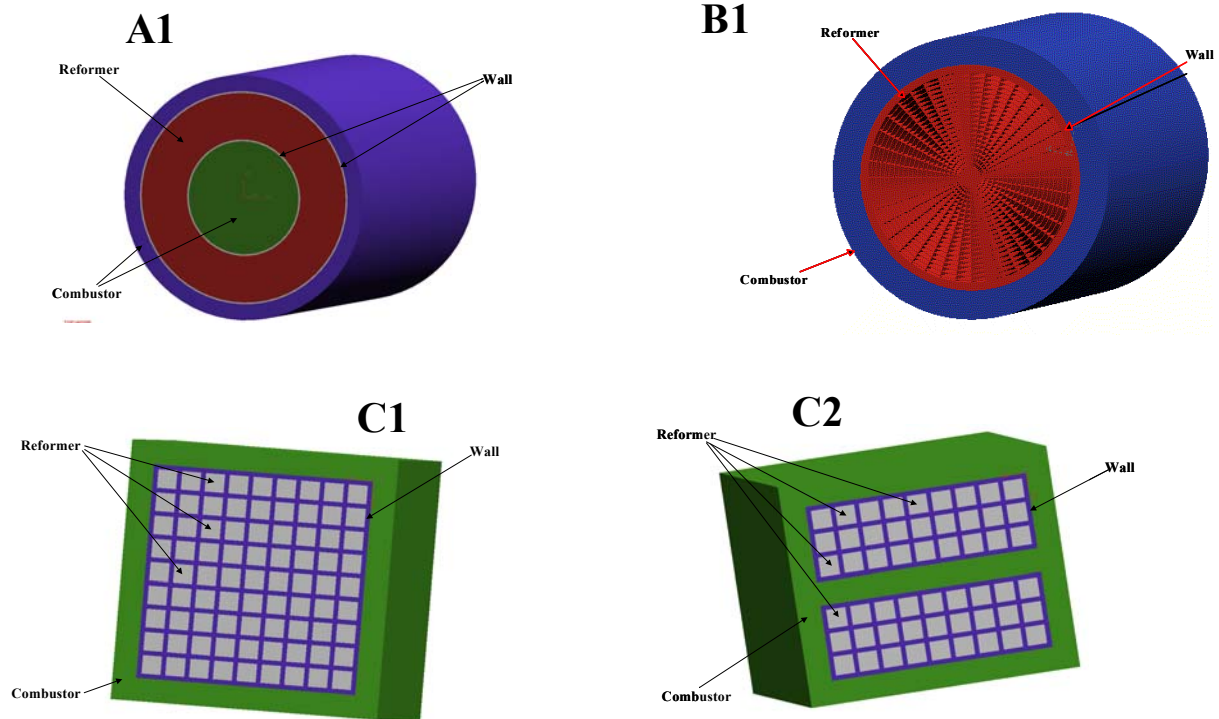 A1
Reformer
Wall
Combustor
B1
Reformer
Wall
Combustor
C1
Reformer
Wall
Combustor
C2
Reformer
Wall
Combustor